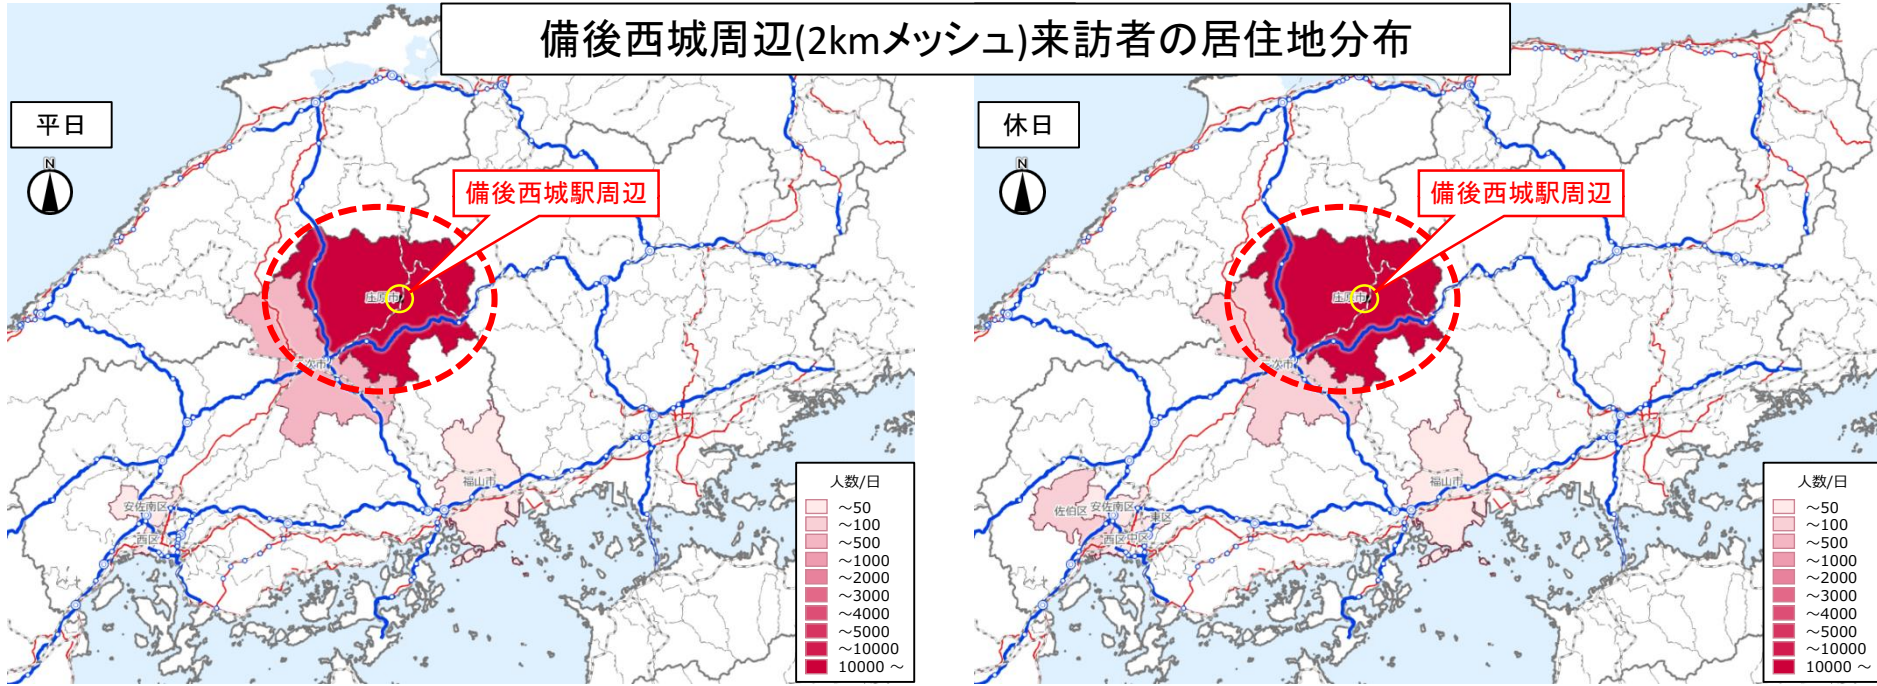 備後西城周辺(2kmメッシュ)来訪者の居住地分布
平日
N
備後西城駅周辺
庄原市
三次市
福山市
安佐南区
西区
人数/日
～50
～100
～500
～1000
～2000
～3000
～4000
～5000
～10000
10000 ～
休日
N
備後西城駅周辺
庄原市
三次市
福山市
佐伯区
安佐南区
東区
西区
中区
人数/日
～50
～100
～500
～1000
～2000
～3000
～4000
～5000
～10000
10000 ～